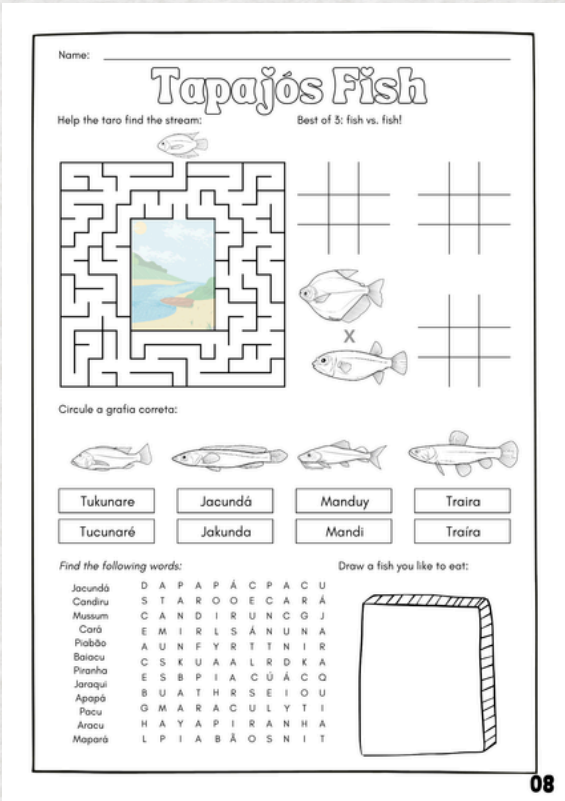 Name:
Tapajós Fish
Help the taro find the stream:
Best of 3: fish vs. fish!
X
Circule a grafia correta:
Tukunare
Jacundá
Manduy
Traira
Tucunaré
Jakunda
Mandi
Traíra
Find the following words:
Draw a fish you like to eat:
Jacundá
Candiru
Mussum
Cará
Piabão
Baiacu
Piranha
Jaraqui
Apapá
Pacu
Aracu
Mapará
D A P A P Á C P A C U
S T A R O O E C A R Á
C A N D I R U N C G J
E M I R L S Á N U N A
A U N F Y R T T N I R
C S K U A A L R D K A
E S B P I A C Ú Á C Q
B U A T H R S E I O U
G M A R A C U L Y T I
H A Y A P I R A N H A
L P I A B Ã O S N I T
08